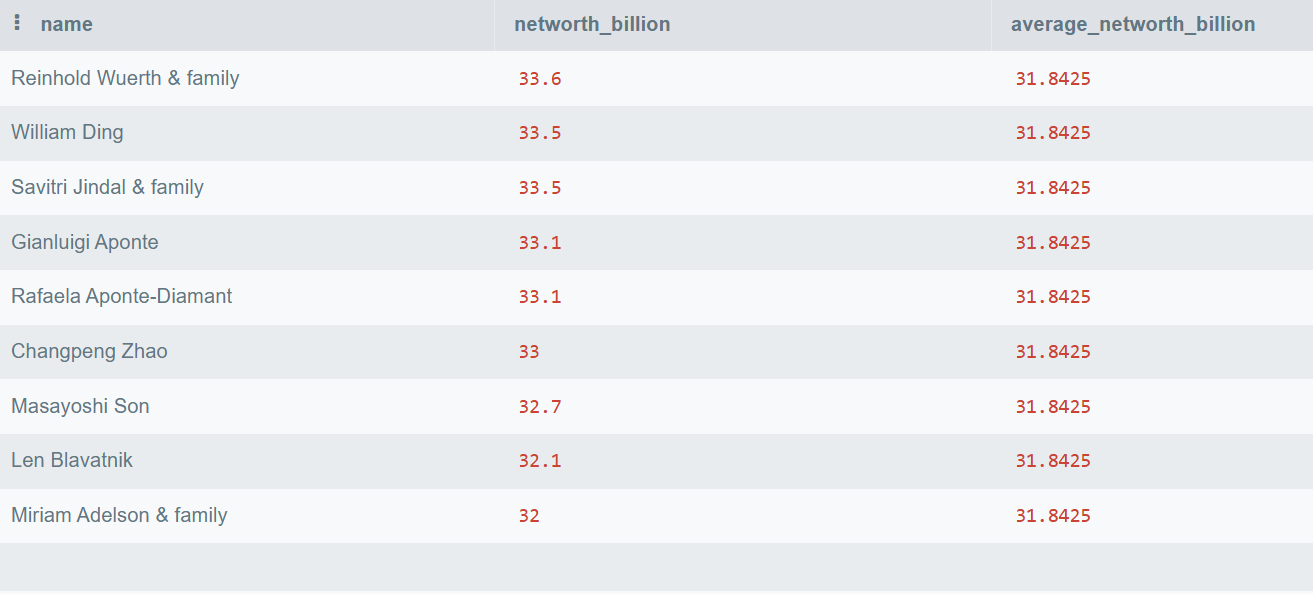 name networth_billion average_networth_billion
Reinhold Wuerth & family 33.6 31.8425
William Ding 33.5 31.8425
Savitri Jindal & family 33.5 31.8425
Gianluigi Aponte 33.1 31.8425
Rafaela Aponte-Diamant 33.1 31.8425
Changpeng Zhao 33 31.8425
Masayoshi Son 32.7 31.8425
Len Blavatnik 32.1 31.8425
Miriam Adelson & family 32 31.8425